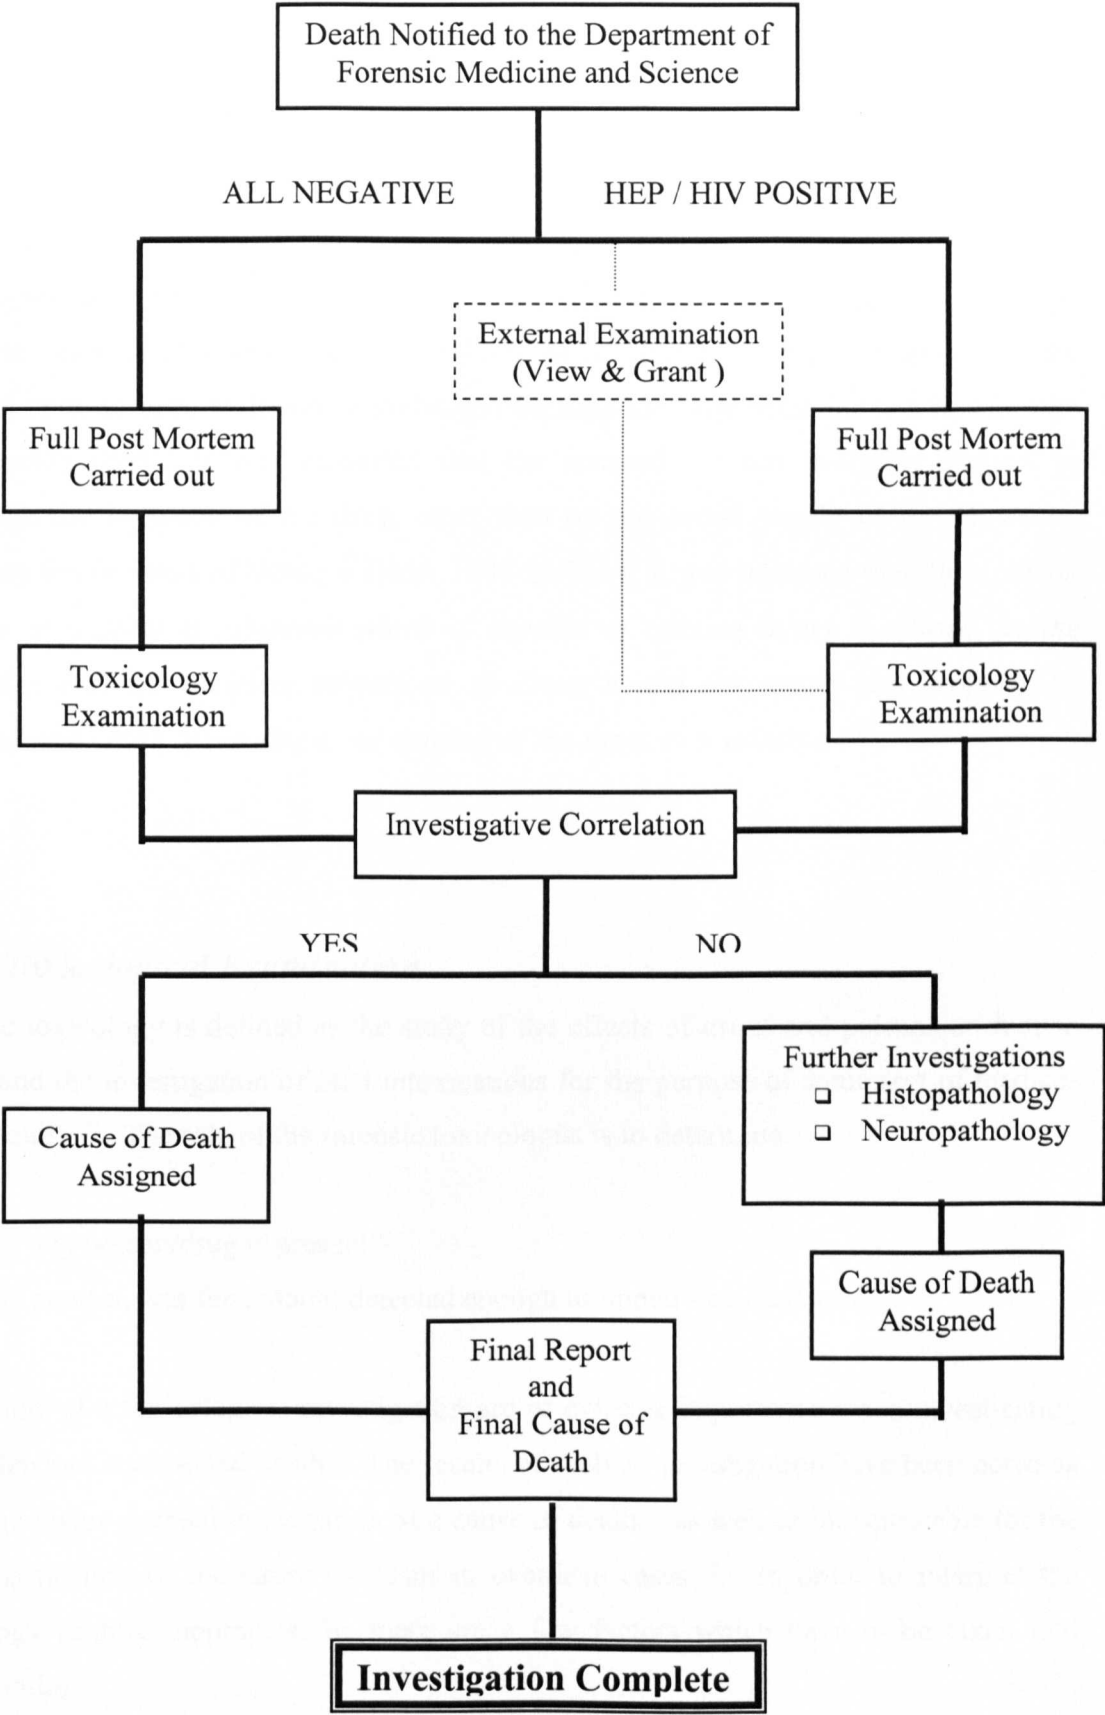 Death Notified to the Department of
Forensic Medicine and Science
ALL NEGATIVE
HEP / HIV POSITIVE
External Examination
(View & Grant )
Full Post Mortem
Carried out
Full Post Mortem
Carried out
Toxicology
Examination
Toxicology
Examination
Investigative Correlation
YES
NO
Further Investigations
❑ Histopathology
❑ Neuropathology
Cause of Death
Assigned
Cause of Death
Assigned
Final Report
and
Final Cause of
Death
Investigation Complete